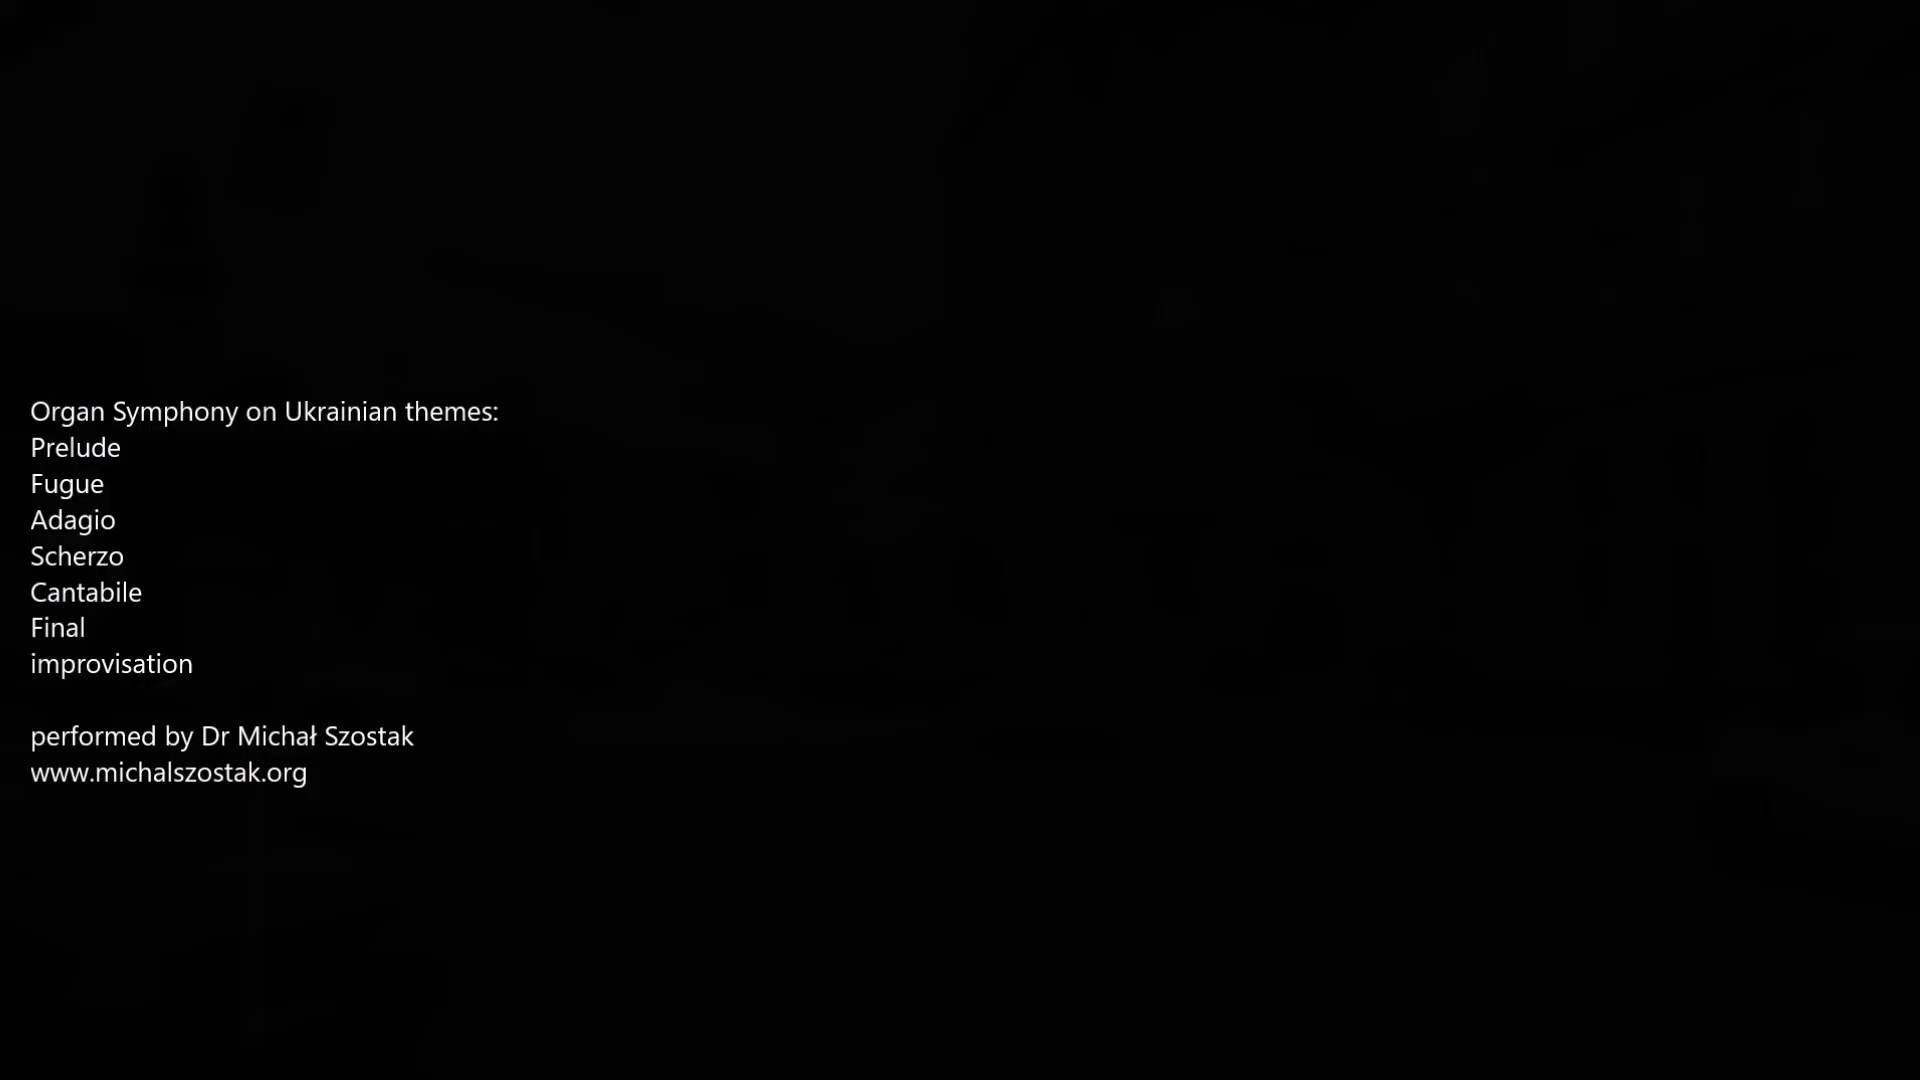 Organ Symphony on Ukrainian themes:
Prelude
Fugue
Adagio
Scherzo
Cantabile
Final
improvisation
performed by Dr Michał Szostak
www.michalszostak.org